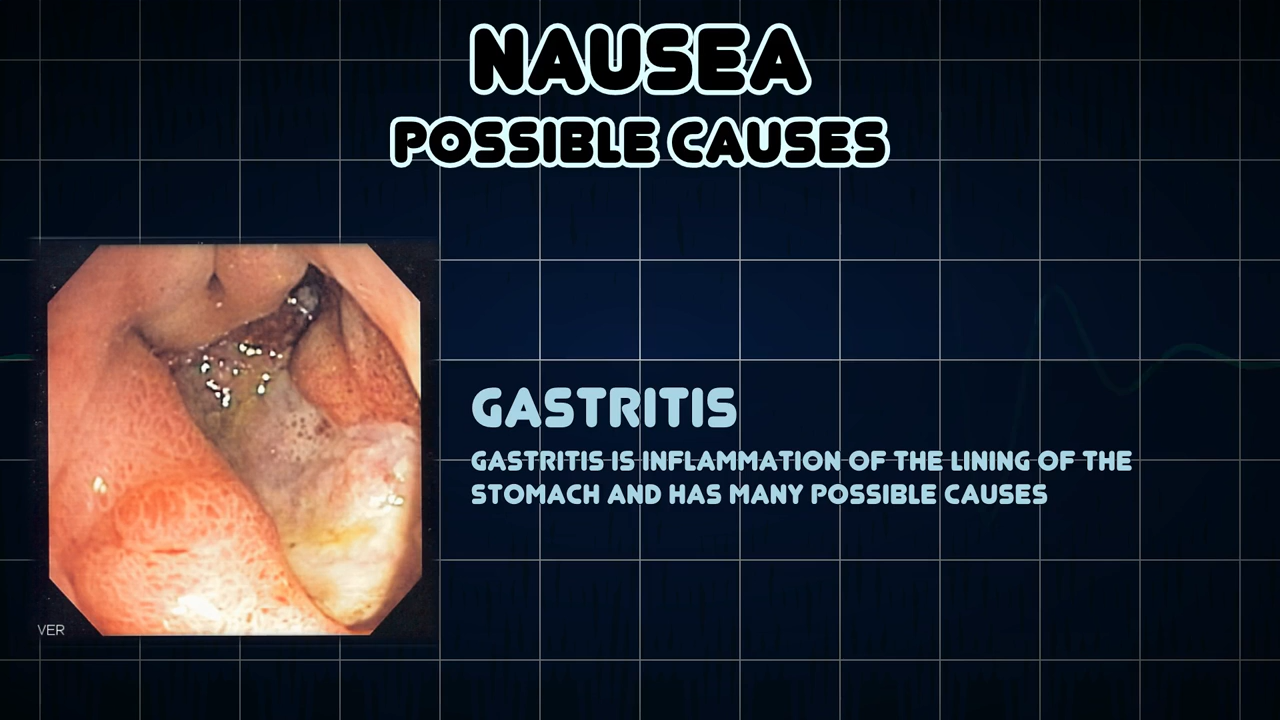 NAUSEA
POSSIBLE CAUSES
GASTRITIS
GASTRITIS IS INFLAMMATION OF THE LINING OF THE
STOMACH AND HAS MANY POSSIBLE CAUSES
VER